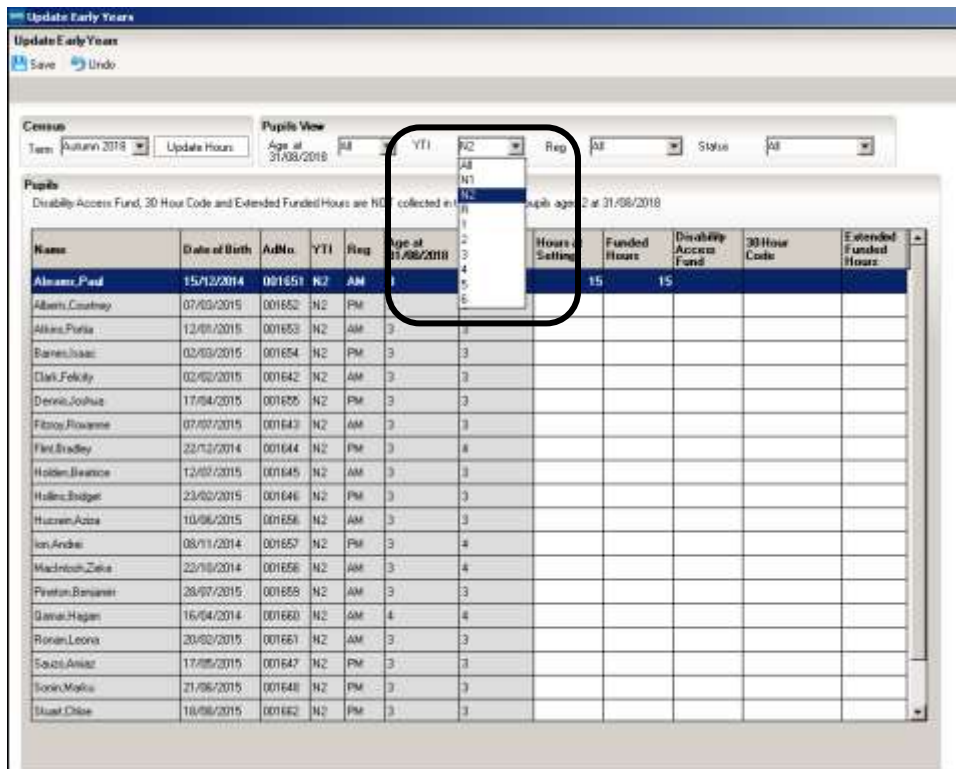 Update Early Years
Update Early Years
Save Undo
Census Pupils View
Term Autumn 2018 Update Hours Age at 31/08/2018 All YTI N2 Reg All Status All
All
N1
N2
R
1
2
3
4
5
6
Pupils
Disability Access Fund, 30 Hour Code and Extended Funded Hours are NOT collected in pupils aged 2 at 31/08/2018
Name Date of Birth AdNo. YTI Reg Age at 31/08/2018 Hours at Setting Funded Hours Disability Access Fund 30 Hour Code Extended Funded Hours
Paul 15/12/2014 001651 N2 AM 15 15
Courtney 07/03/2015 001652 N2 PM
Atkins,Portia 12/01/2015 001653 N2 AM 3 3
Barnes,Isaac 02/03/2015 001654 N2 PM 3 3
Clark,Felicity 02/02/2015 001642 N2 AM 3 3
Dennis,Joshua 17/04/2015 001655 N2 PM 3 3
Fitzroy,Roxanne 07/07/2015 001643 N2 AM 3 3
Flint,Bradley 22/12/2014 001644 N2 PM 3 4
Holden,Beatrice 12/07/2015 001645 N2 AM 3 3
Hollins,Bridget 23/02/2015 001646 N2 PM 3 3
Hussein,Aziza 10/06/2015 001656 N2 AM 3 3
Ion,Andrei 08/11/2014 001657 N2 PM 3 4
MacIntosh,Zeka 22/10/2014 001658 N2 AM 3 4
Benjamin 28/07/2015 001659 N2 PM 3 3
Hagan 16/04/2014 001660 N2 AM 4 4
Ronan,Leona 20/02/2015 001661 N2 AM 3 3
17/05/2015 001647 N2 PM 3 3
21/06/2015 001648 N2 PM 3 3
Stuart,Chloe 18/08/2015 001662 N2 PM 3 3